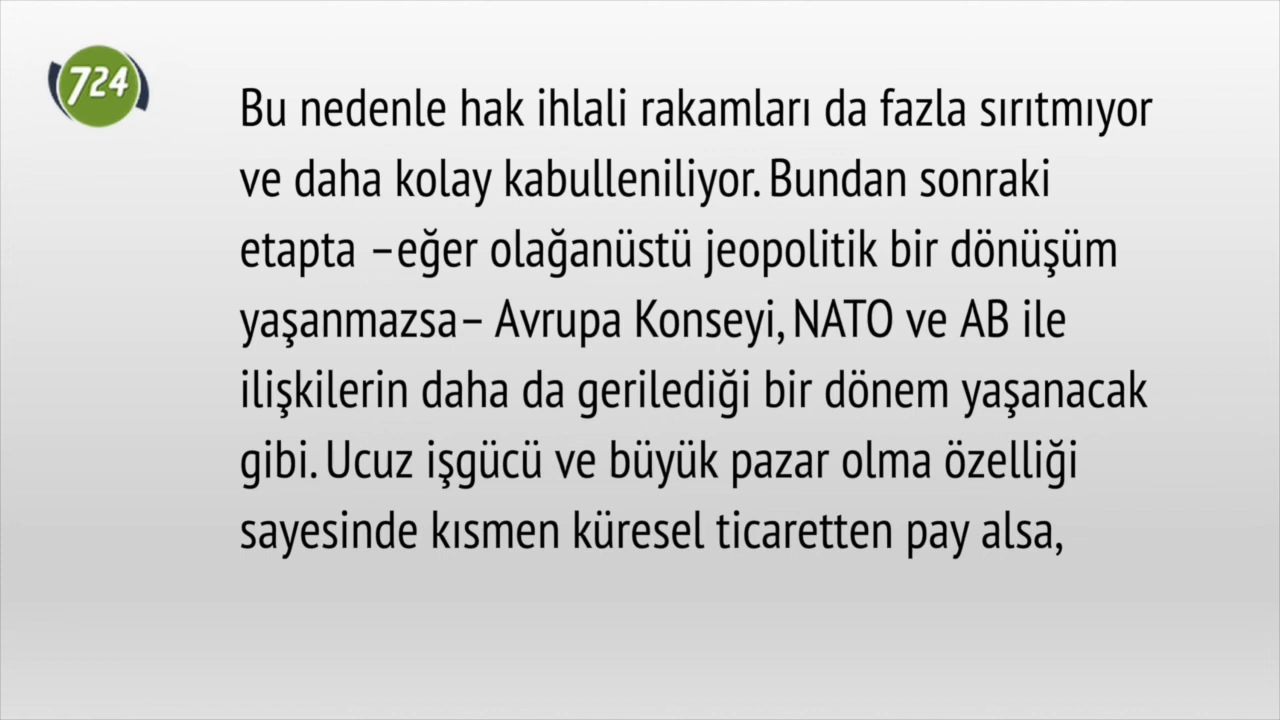 724
Bu nedenle hak ihlali rakamları da fazla sırıtmıyor
ve daha kolay kabulleniliyor. Bundan sonraki
etapta –eğer olağanüstü jeopolitik bir dönüşüm
yaşanmazsa– Avrupa Konseyi, NATO ve AB ile
ilişkilerin daha da gerilediği bir dönem yaşanacak
gibi. Ucuz işgücü ve büyük pazar olma özelliği
sayesinde kısmen küresel ticaretten pay alsa,